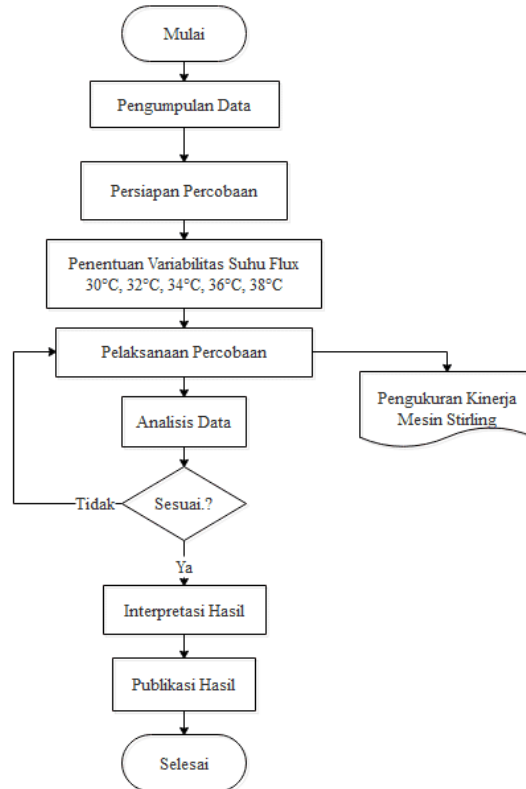 Mulai
Pengumpulan Data
Persiapan Percobaan
Penentuan Variabilitas Suhu Flux
30°C, 32°C, 34°C, 36°C, 38°C
Pelaksanaan Percobaan
Pengukuran Kinerja
Mesin Stirling
Analisis Data
Sesuai.?
Tidak
Ya
Interpretasi Hasil
Publikasi Hasil
Selesai